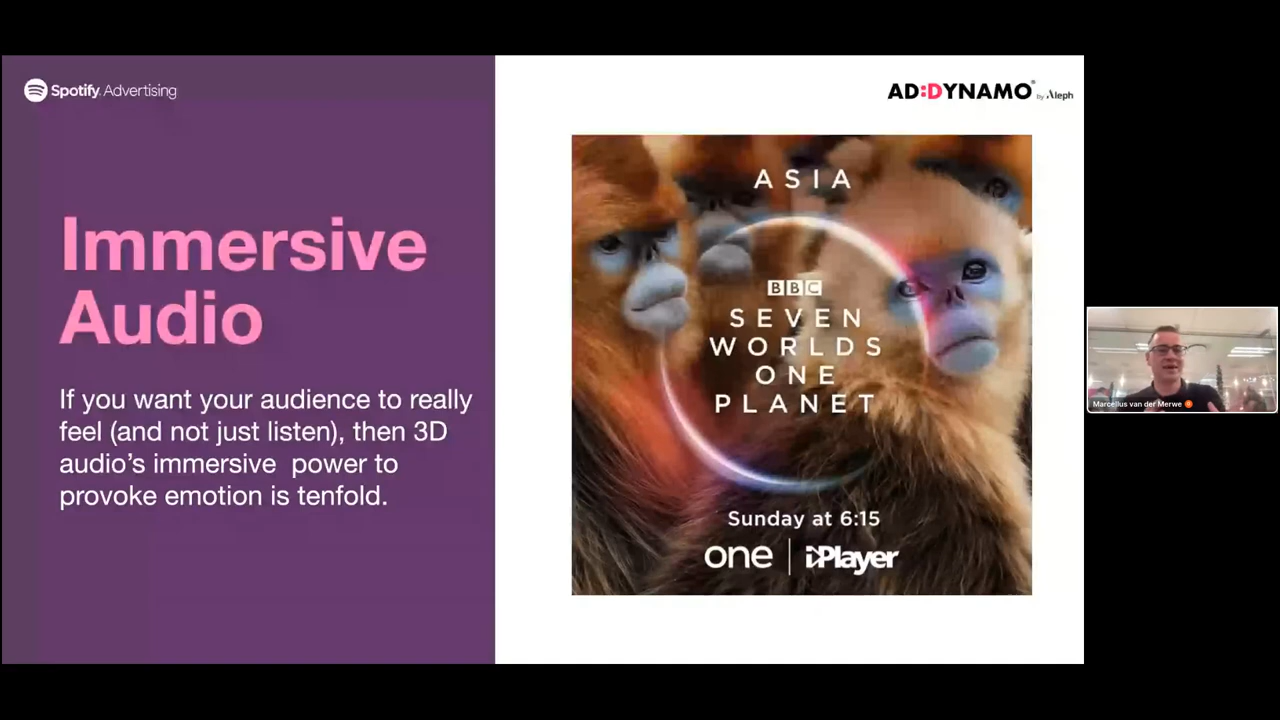 Spotify Advertising
AD:DYNAMO® by Aleph
Immersive
Audio
If you want your audience to really
feel (and not just listen), then 3D
audio's immersive power to
provoke emotion is tenfold.
ASIA
BBC
SEVEN
WORLDS
ONE
PLANET
Sunday at 6:15
one | iPlayer
Marcellus van der Merwe